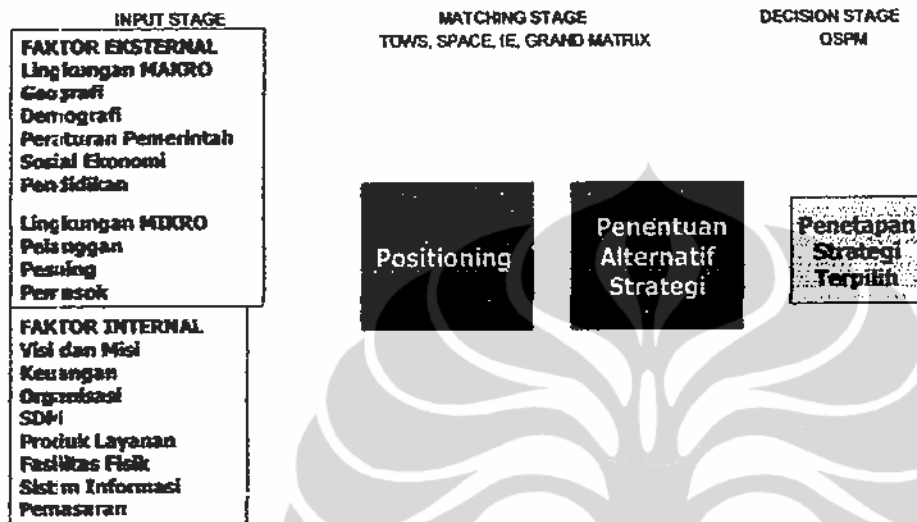 INPUT STAGE
FAKTOR EKSTERNAL
Lingkungan MAKRO
Geografi
Demografi
Peraturan Pemerintah
Sosial Ekonomi
Pendidikan
Lingkungan MIKRO
Pelanggan
Pesaing
Pemasok
FAKTOR INTERNAL
Visi dan Misi
Keuangan
Organisasi
SDM
Produk Layanan
Fasilitas Fisik
Sistim Informasi
Pemasaran
MATCHING STAGE
TOWS, SPACE, IE, GRAND MATRIX
Positioning
Penentuan
Alternatif
Strategi
DECISION STAGE
QSPM
Penetapan
Strategi
Terpilih